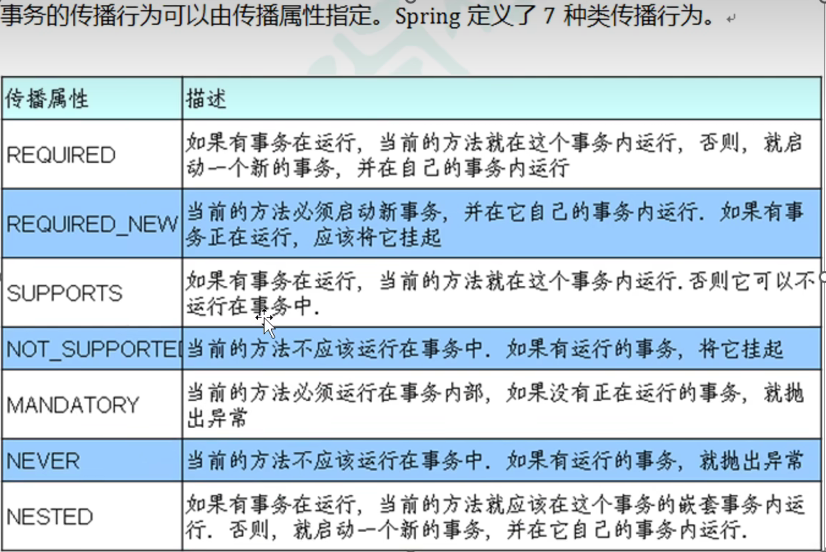 事务的传播行为可以由传播属性指定。Spring 定义了 7 种类传播行为。
传播属性 描述
REQUIRED
如果有事务在运行，当前的方法就在这个事务内运行，否则，就启
动一个新的事务，并在自己的事务内运行
REQUIRED_NEW
当前的方法必须启动新事务，并在它自己的事务内运行．如果有事
务正在运行，应该将它挂起
SUPPORTS
如果有事务在运行，当前的方法就在这个事务内运行.否则它可以不
运行在事务中.
NOT_SUPPORTED 当前的方法不应该运行在事务中．如果有运行的事务，将它挂起
MANDATORY
当前的方法必须运行在事务内部，如果没有正在运行的事务，就抛
出异常
NEVER 当前的方法不应该运行在事务中．如果有运行的事务，就抛出异常
NESTED
如果有事务在运行，当前的方法就应该在这个事务的嵌套事务内运
行．否则，就启动一个新的事务，并在它自己的事务内运行.